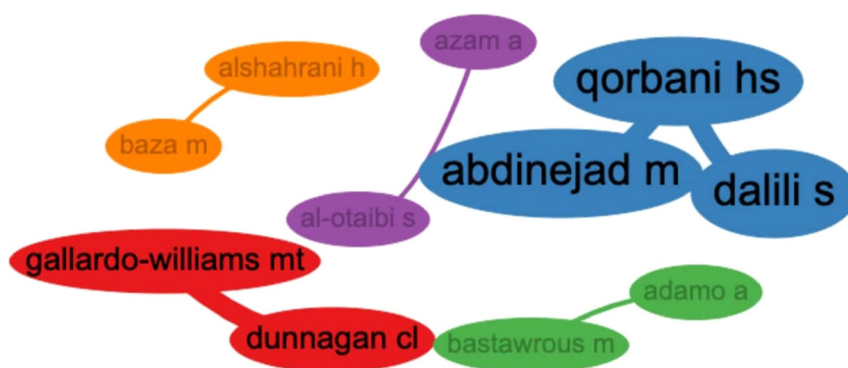 azam a
alshahrani h
qorbani hs
baza m
abdinejad m
dalili s
al-otaibi s
gallardo-williams mt
adamo a
dunnagan cl
bastawrous m